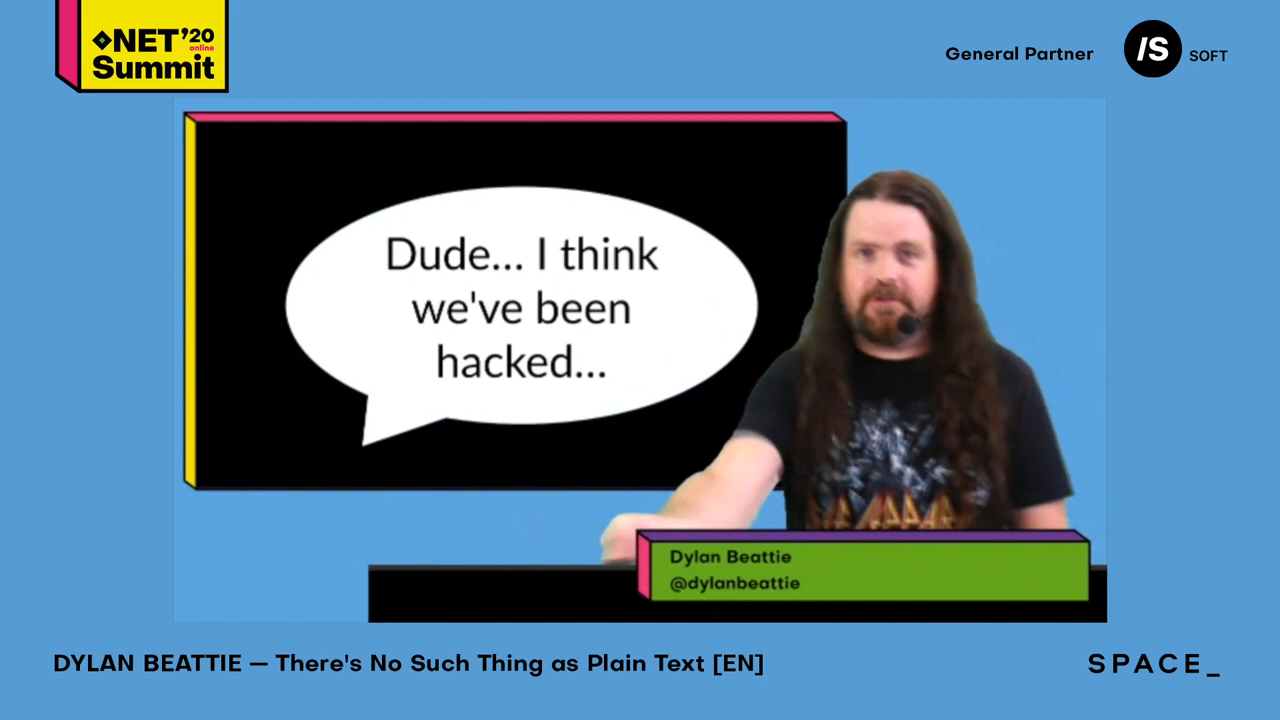 .NET'20
online
Summit
General Partner
/S SOFT
Dude... I think
we've been
hacked...
Dylan Beattie
@dylanbeattie
DYLAN BEATTIE — There's No Such Thing as Plain Text [EN]
SPACE_